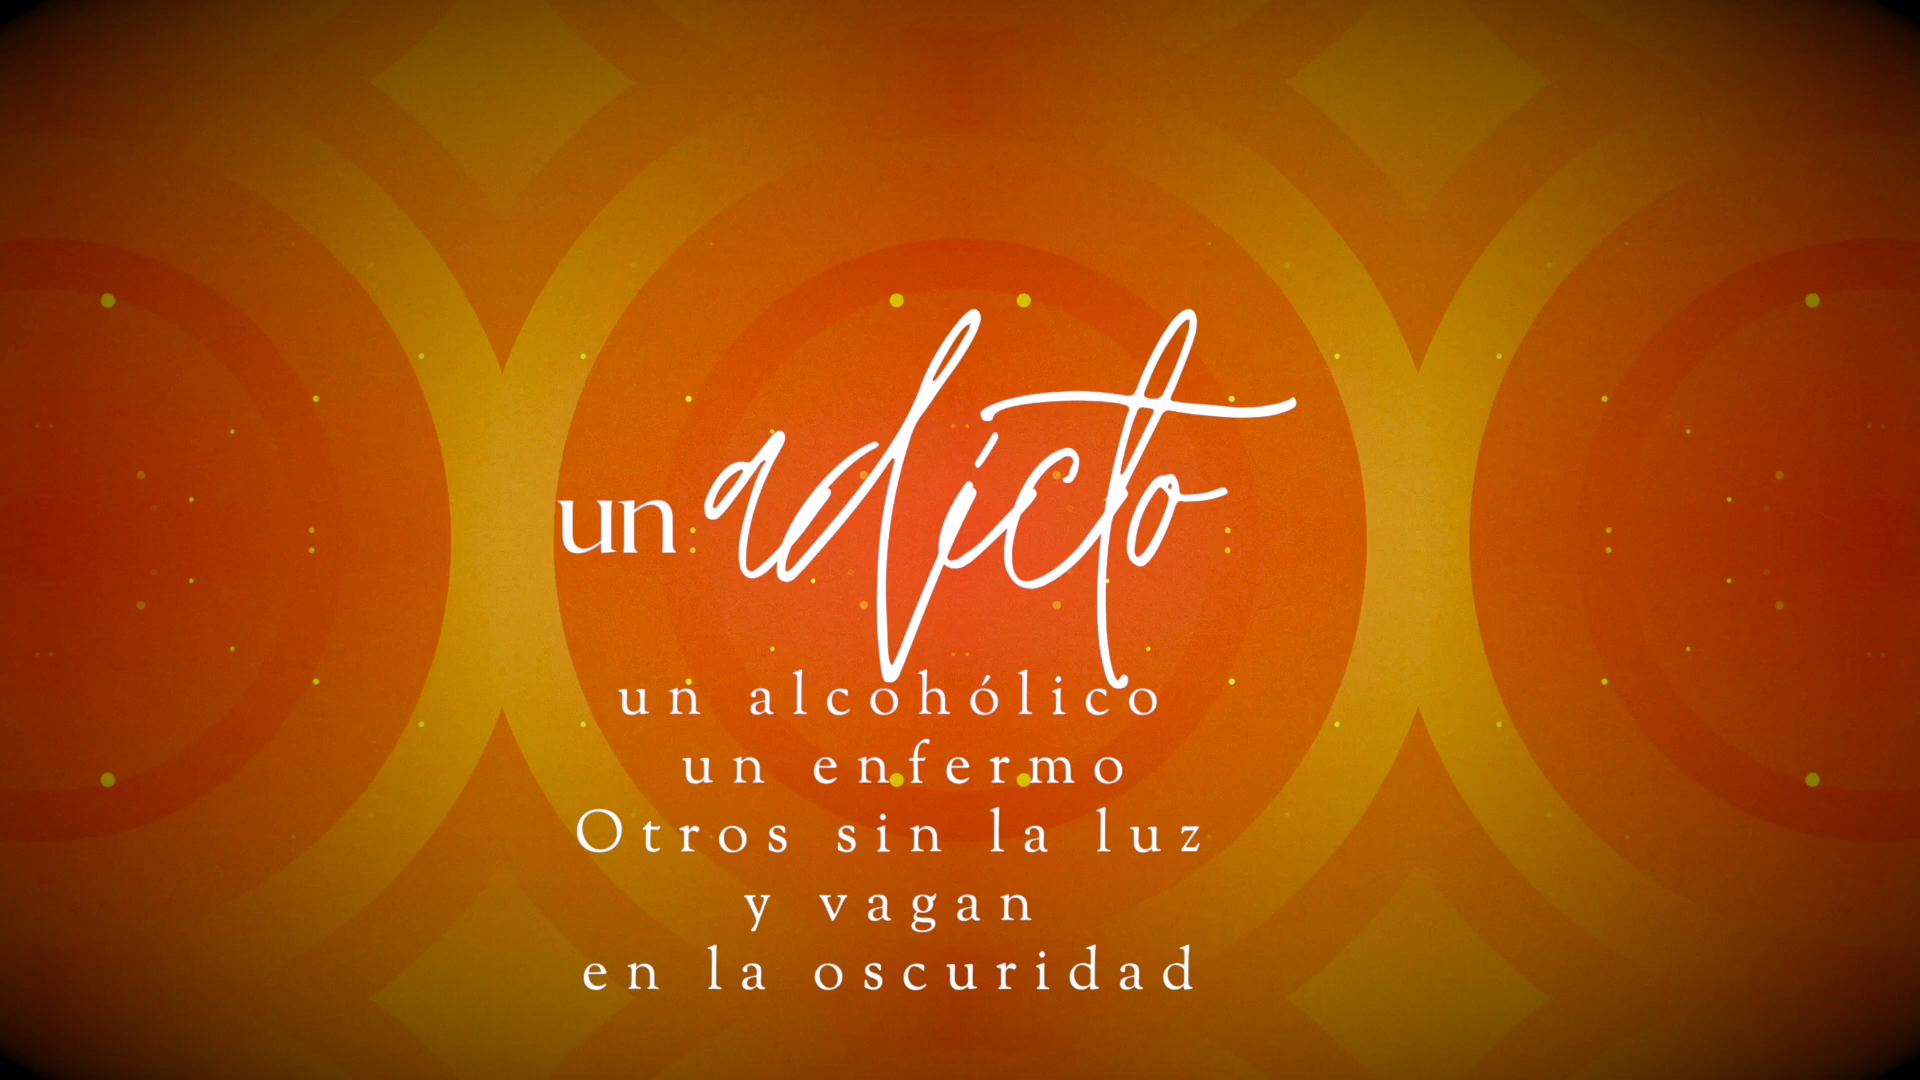 un adicto
un alcohólico
un enfermo
Otros sin la luz
y vagan
en la oscuridad